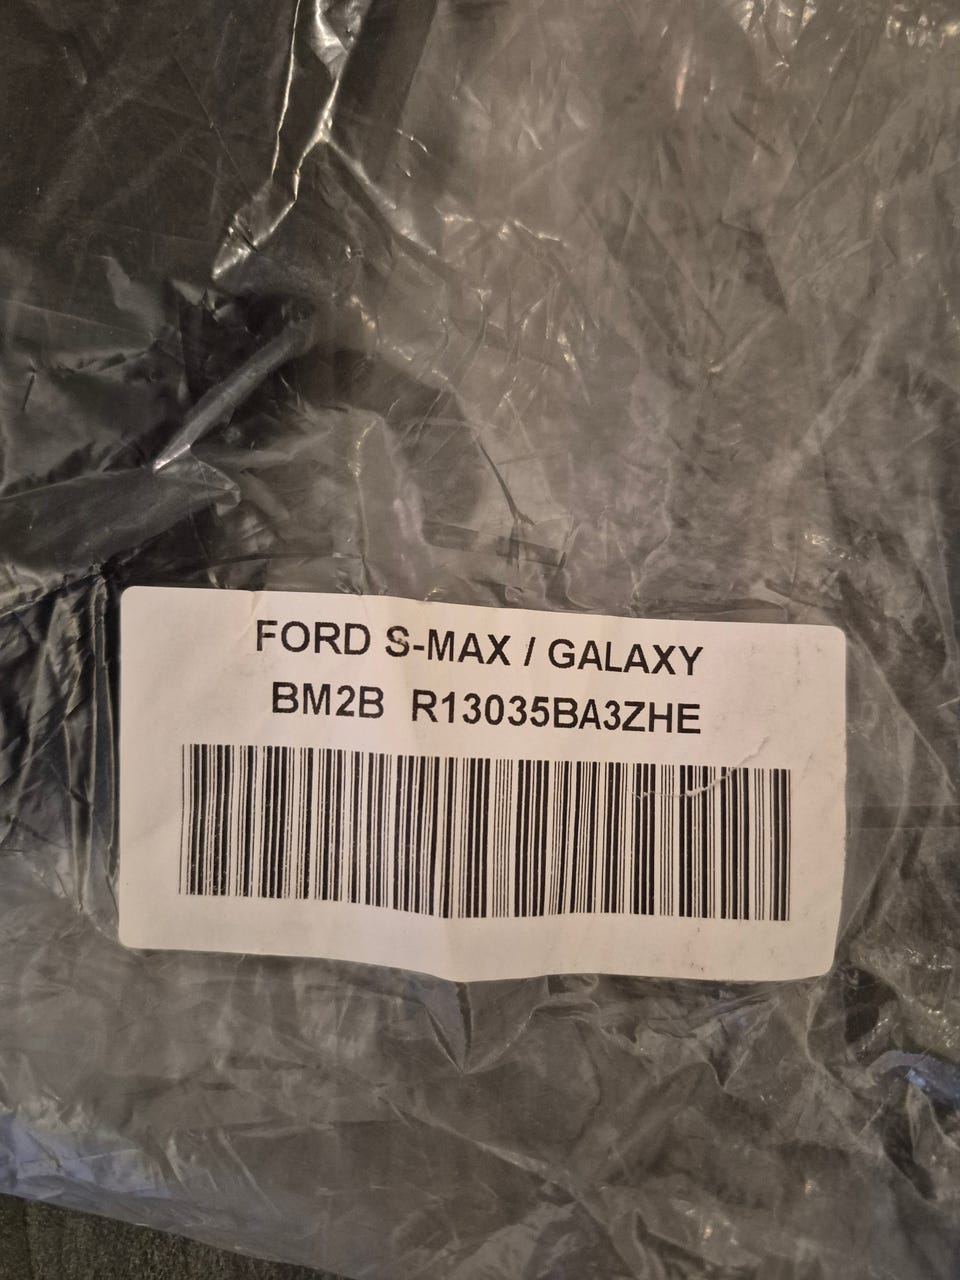 FORD S-MAX / GALAXY
BM2B R13035BA3ZHE